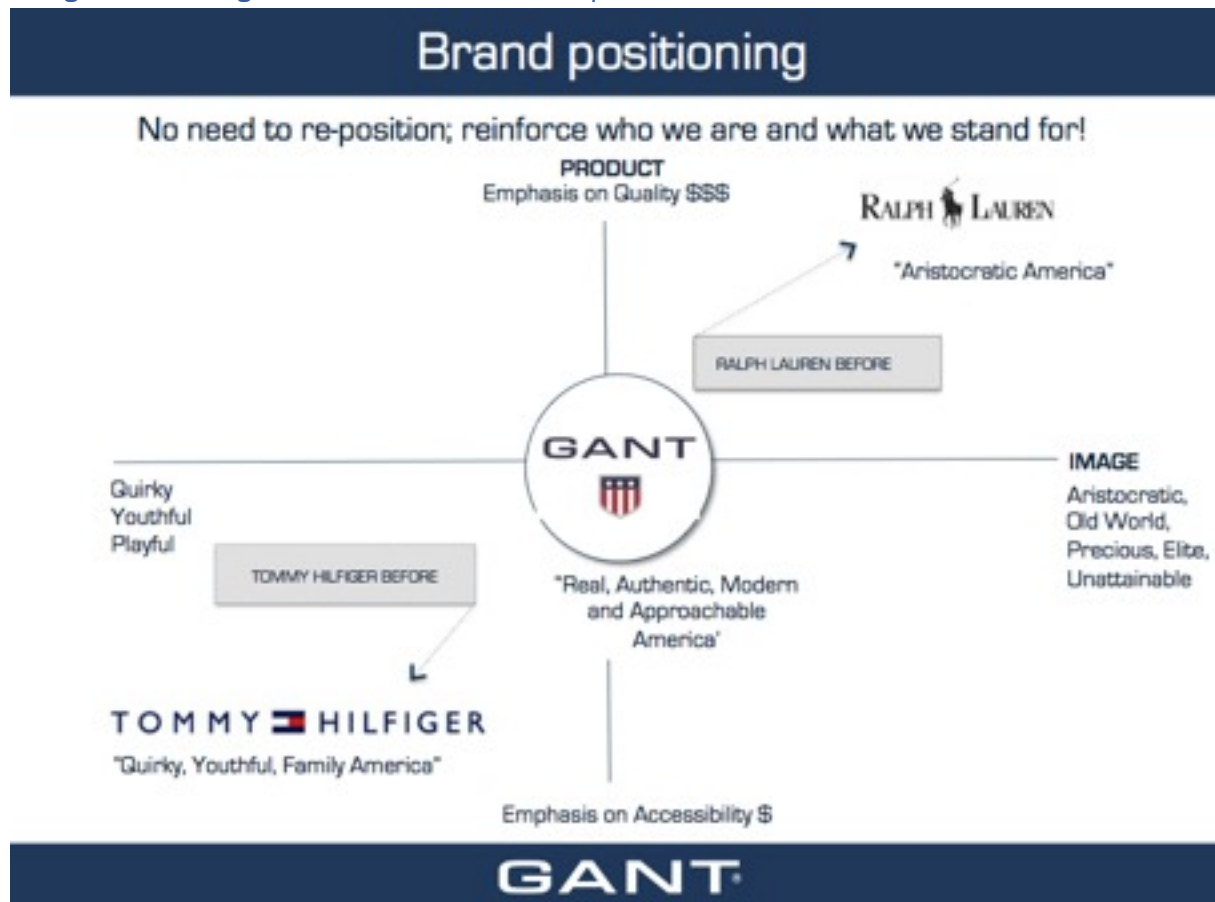 Brand positioning
No need to re-position; reinforce who we are and what we stand for!
PRODUCT
Emphasis on Quality $$$
RALPH LAUREN
"Aristocratic America"
RALPH LAUREN BEFORE
GANT
IMAGE
Aristocratic,
Old World,
Precious, Elite,
Unattainable
Quirky
Youthful
Playful
TOMMY HILFIGER BEFORE
"Real, Authentic, Modern
and Approachable
America'
TOMMY HILFIGER
"Quirky, Youthful, Family America"
Emphasis on Accessibility $
GANT